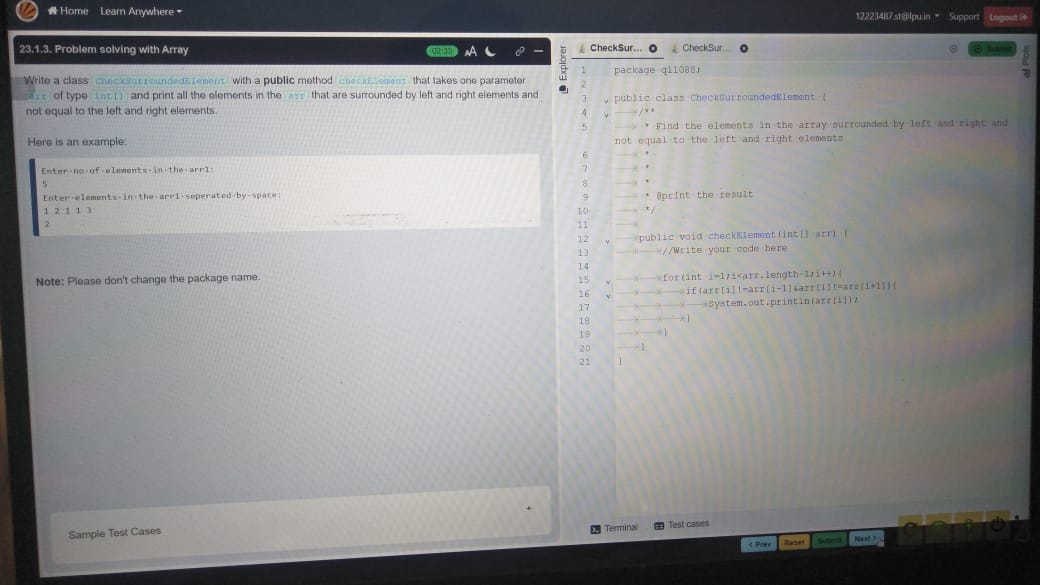 Home Learn Anywhere
12223487.st@lpu.in Support Logout
23.1.3. Problem solving with Array
02:33 AA
Write a class CheckSurroundedElement with a public method checkElement that takes one parameter
arr of type int[] and print all the elements in the arr that are surrounded by left and right elements and
not equal to the left and right elements.
Here is an example:
Enter·no·of·elements·in·the·arr1:
5
Enter·elements·in·the·arr1·seperated·by·space:
1 2 1 1 3
2
Note: Please don't change the package name.
Sample Test Cases
+
Explorer
CheckSur... CheckSur...
Submit
Plots
1 package q11088;
2
3 public class CheckSurroundedElement {
4 /**
5 * Find the elements in the array surrounded by left and right and
not equal to the left and right elements
6 *
7 *
8 *
9 * @print the result
10 */
11
12 public void checkElement(int[] arr) {
13 //Write your code here
14
15 for(int i=1;i<arr.length-1;i++){
16 if(arr[i]!=arr[i-1]&arr[i]!=arr[i+1]){
17 System.out.println(arr[i]);
18 }
19 }
20 }
21 }
Terminal Test cases
< Prev Reset Submit Next >